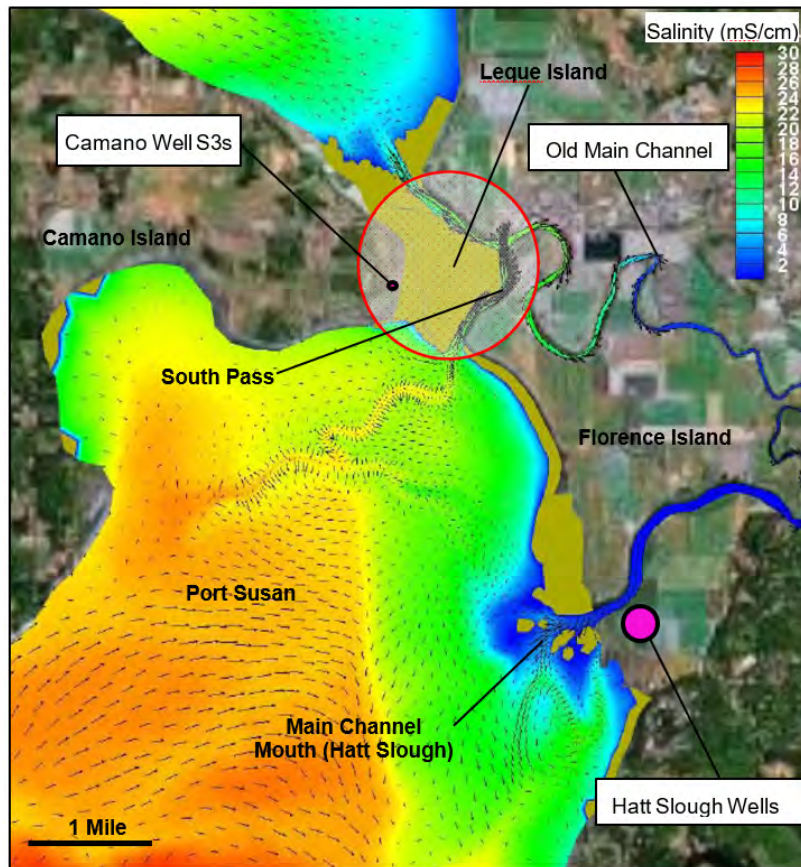 Salinity (mS/cm)
30
28
26
24
22
20
18
16
14
12
10
8
6
4
2
Leque Island
Camano Well S3s
Old Main Channel
Camano Island
South Pass
Florence Island
Port Susan
Main Channel
Mouth (Hatt Slough)
1 Mile
Hatt Slough Wells